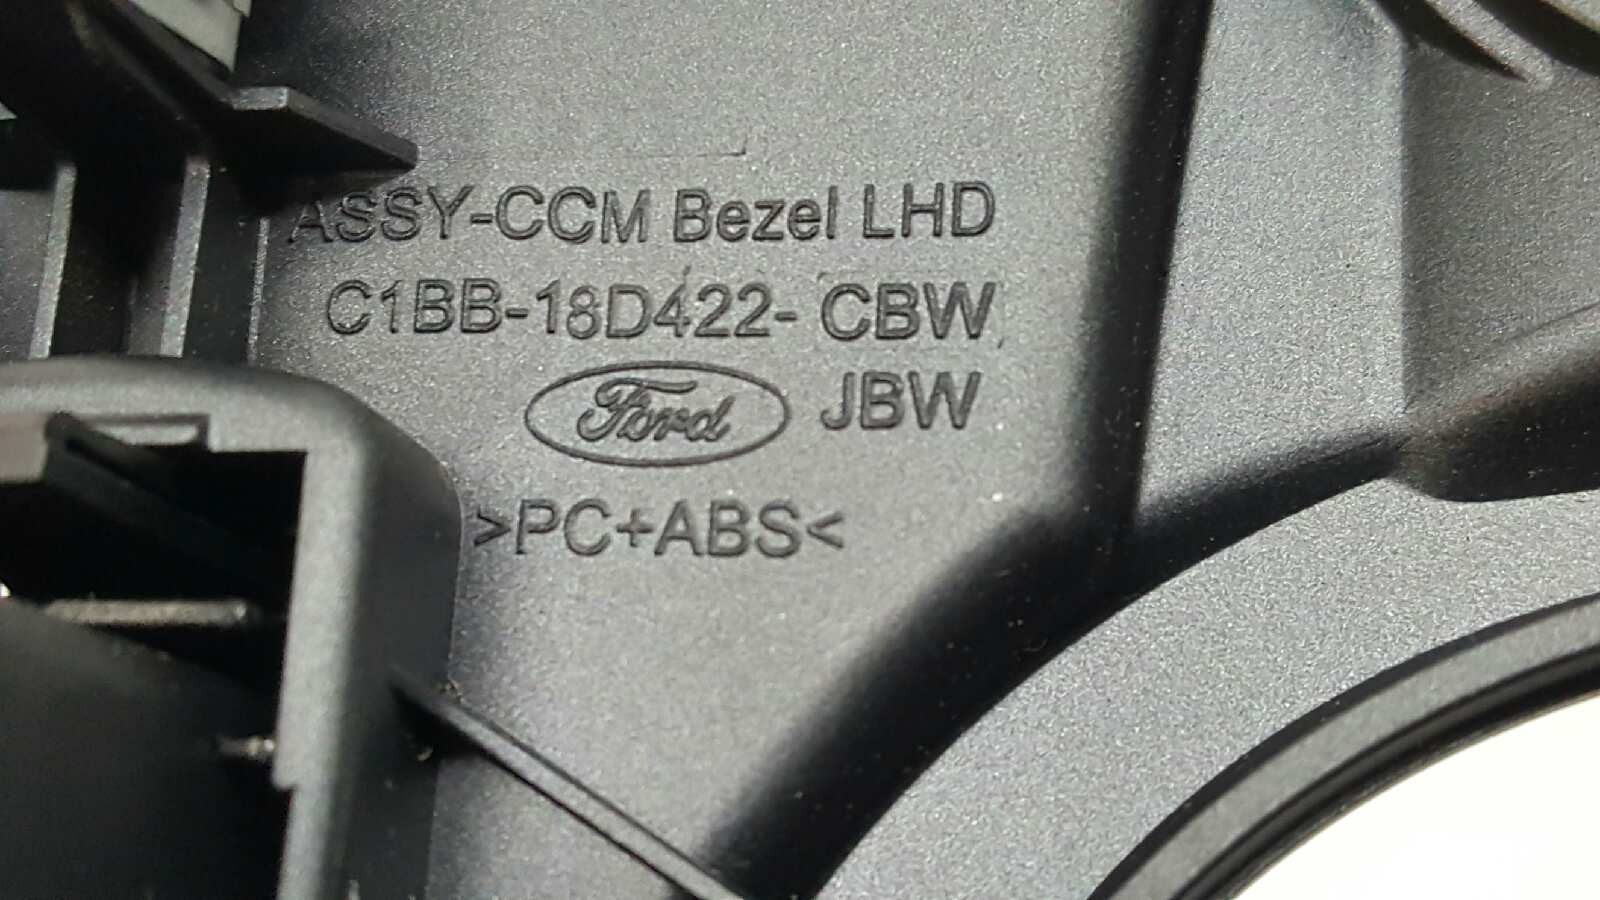 ASSY-CCM Bezel LHD
C1BB-18D422- CBW
Ford JBW
>PC+ABS<